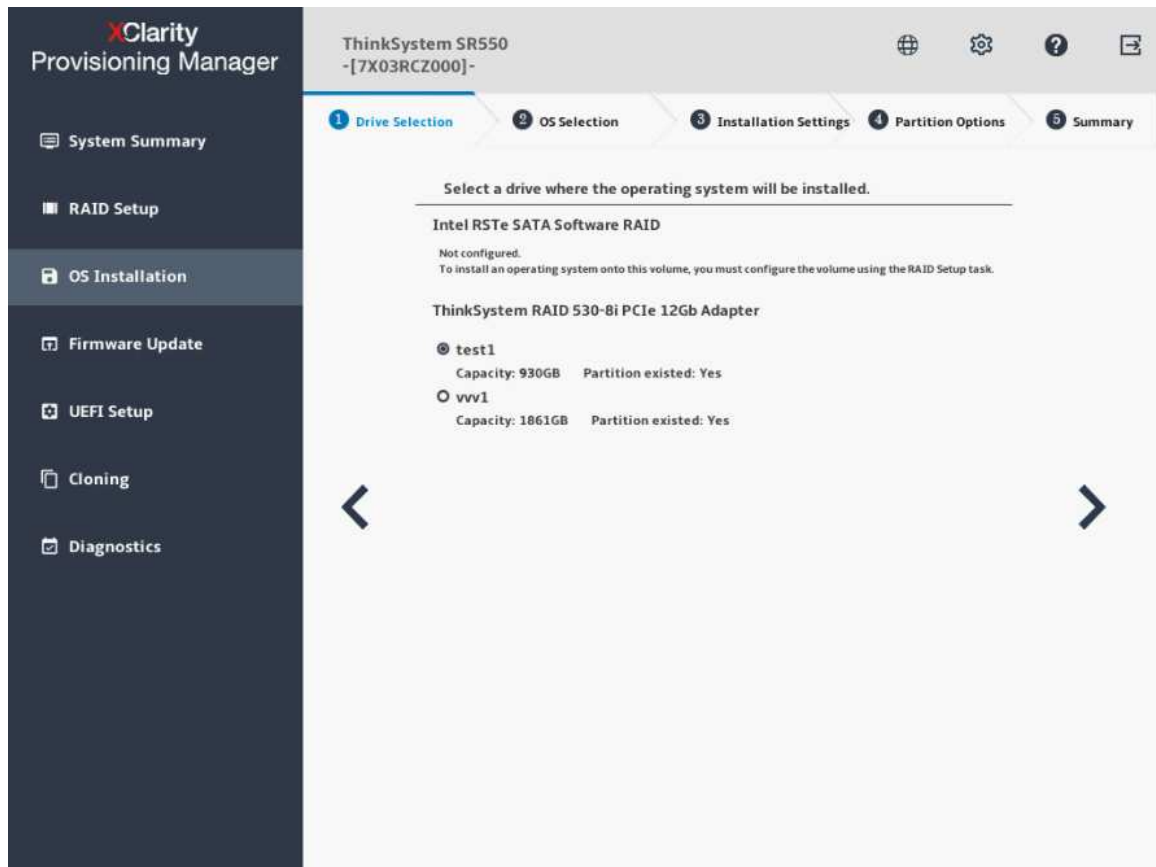 XClarity
Provisioning Manager
System Summary
RAID Setup
OS Installation
Firmware Update
UEFI Setup
Cloning
Diagnostics
ThinkSystem SR550
-[7X03RCZ000]-
1 Drive Selection
2 OS Selection
3 Installation Settings
4 Partition Options
5 Summary
Select a drive where the operating system will be installed.
Intel RSTe SATA Software RAID
Not configured.
To install an operating system onto this volume, you must configure the volume using the RAID Setup task.
ThinkSystem RAID 530-8i PCIe 12Gb Adapter
test1
Capacity: 930GB Partition existed: Yes
vvv1
Capacity: 1861GB Partition existed: Yes